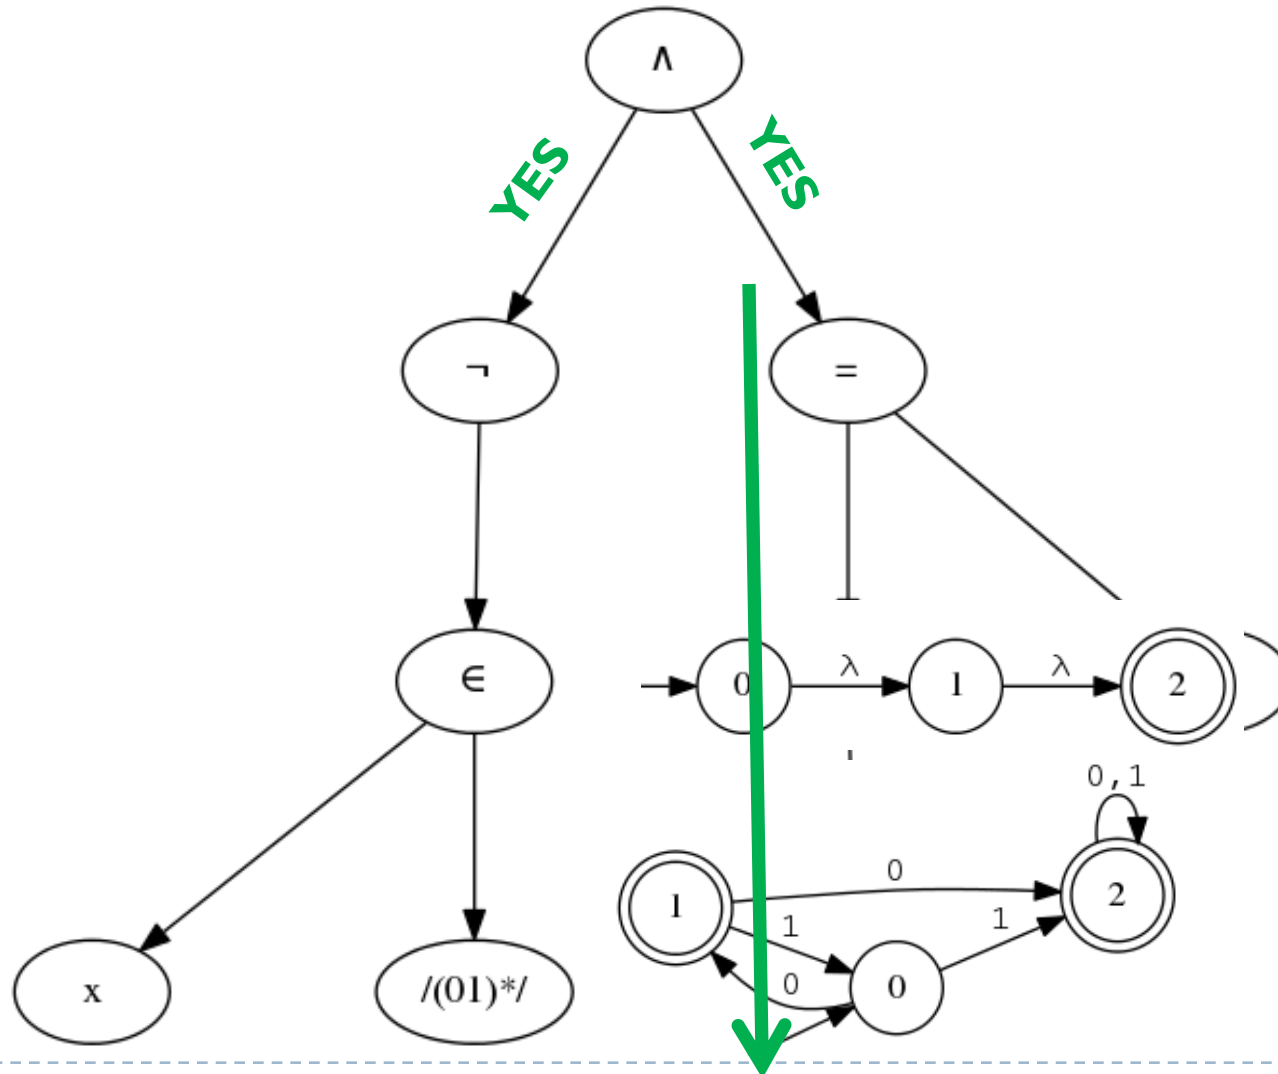 ∧
YES YES
¬ =
∈
0 λ 1 λ 2
0,1
1 0 2
1 1
0 0
x /(01)*/